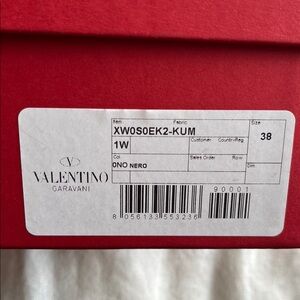 Item Fabric Size
XW0S0EK2-KUM 38
1W Customer Country-Reg
Col. Sales Order Row Dim.
0NO NERO
V
VALENTINO
GARAVANI
90001
8 056133 553236